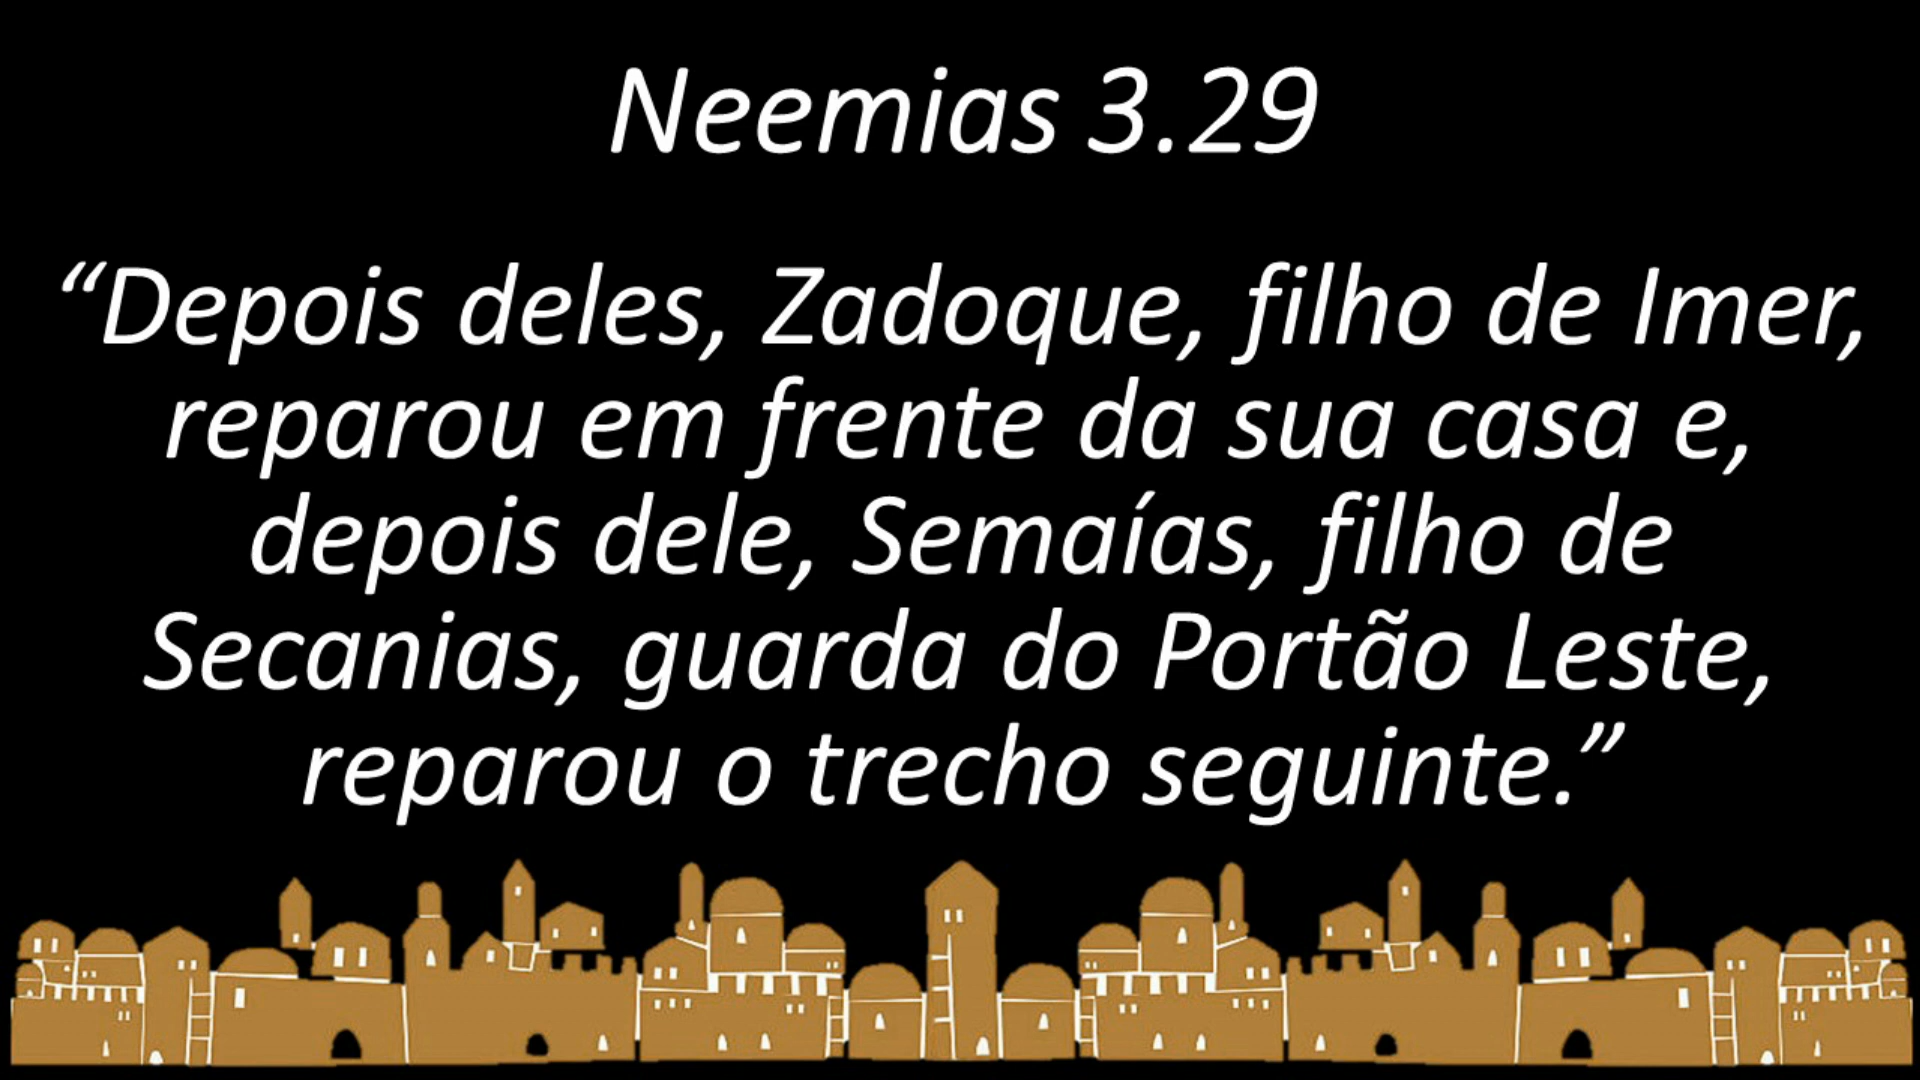 Neemias 3.29
“Depois deles, Zadoque, filho de Imer,
reparou em frente da sua casa e,
depois dele, Semaías, filho de
Secanias, guarda do Portão Leste,
reparou o trecho seguinte.”